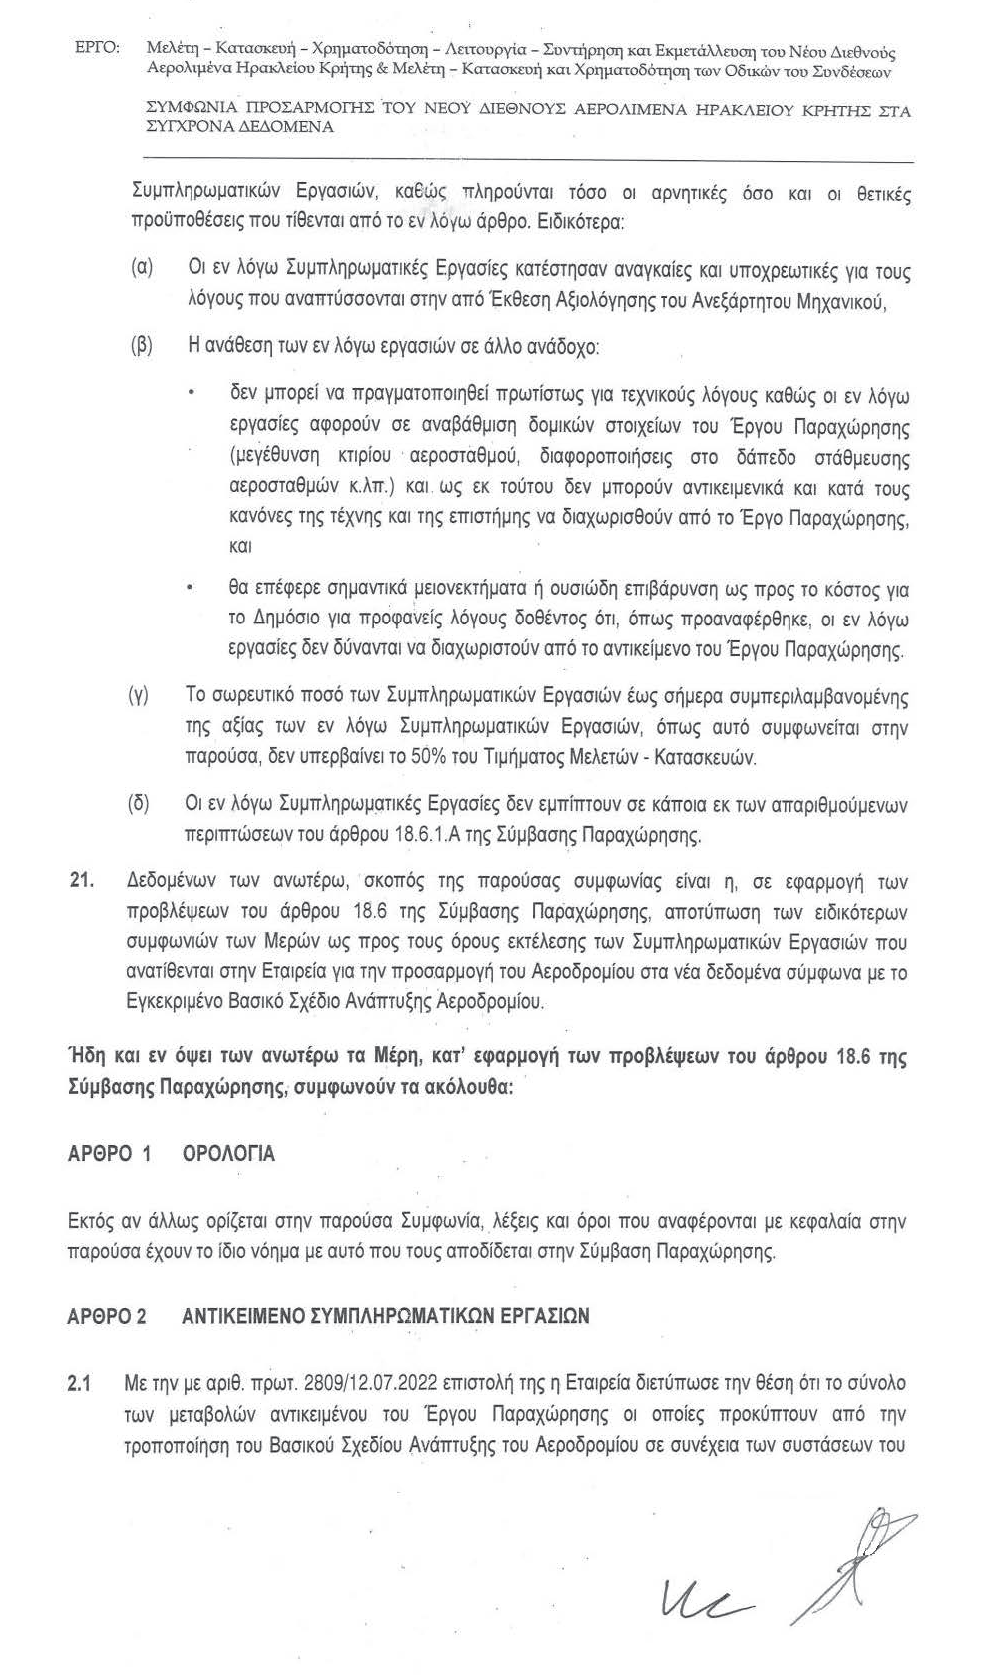 ΕΡΓΟ: Μελέτη – Κατασκευή – Χρηματοδότηση – Λειτουργία – Συντήρηση και Εκμετάλλευση του Νέου Διεθνούς
Αερολιμένα Ηρακλείου Κρήτης & Μελέτη – Κατασκευή και Χρηματοδότηση των Οδικών του Συνδέσεων
ΣΥΜΦΩΝΙΑ ΠΡΟΣΑΡΜΟΓΗΣ ΤΟΥ ΝΕΟΥ ΔΙΕΘΝΟΥΣ ΑΕΡΟΛΙΜΕΝΑ ΗΡΑΚΛΕΙΟΥ ΚΡΗΤΗΣ ΣΤΑ
ΣΥΓΧΡΟΝΑ ΔΕΔΟΜΕΝΑ
Συμπληρωματικών Εργασιών, καθώς πληρούνται τόσο οι αρνητικές όσο και οι θετικές
προϋποθέσεις που τίθενται από το εν λόγω άρθρο. Ειδικότερα:
(α) Οι εν λόγω Συμπληρωματικές Εργασίες κατέστησαν αναγκαίες και υποχρεωτικές για τους
λόγους που αναπτύσσονται στην από Έκθεση Αξιολόγησης του Ανεξάρτητου Μηχανικού,
(β) Η ανάθεση των εν λόγω εργασιών σε άλλο ανάδοχο:
• δεν μπορεί να πραγματοποιηθεί πρωτίστως για τεχνικούς λόγους καθώς οι εν λόγω
εργασίες αφορούν σε αναβάθμιση δομικών στοιχείων του Έργου Παραχώρησης
(μεγέθυνση κτιρίου αεροσταθμού, διαφοροποιήσεις στο δάπεδο στάθμευσης
αεροσταθμών κ.λπ.) και ως εκ τούτου δεν μπορούν αντικειμενικά και κατά τους
κανόνες της τέχνης και της επιστήμης να διαχωρισθούν από το Έργο Παραχώρησης,
και
• θα επέφερε σημαντικά μειονεκτήματα ή ουσιώδη επιβάρυνση ως προς το κόστος για
το Δημόσιο για προφανείς λόγους δοθέντος ότι, όπως προαναφέρθηκε, οι εν λόγω
εργασίες δεν δύνανται να διαχωριστούν από το αντικείμενο του Έργου Παραχώρησης.
(γ) Το σωρευτικό ποσό των Συμπληρωματικών Εργασιών έως σήμερα συμπεριλαμβανομένης
της αξίας των εν λόγω Συμπληρωματικών Εργασιών, όπως αυτό συμφωνείται στην
παρούσα, δεν υπερβαίνει το 50% του Τιμήματος Μελετών - Κατασκευών.
(δ) Οι εν λόγω Συμπληρωματικές Εργασίες δεν εμπίπτουν σε κάποια εκ των απαριθμούμενων
περιπτώσεων του άρθρου 18.6.1.Α της Σύμβασης Παραχώρησης.
21. Δεδομένων των ανωτέρω, σκοπός της παρούσας συμφωνίας είναι η, σε εφαρμογή των
προβλέψεων του άρθρου 18.6 της Σύμβασης Παραχώρησης, αποτύπωση των ειδικότερων
συμφωνιών των Μερών ως προς τους όρους εκτέλεσης των Συμπληρωματικών Εργασιών που
ανατίθενται στην Εταιρεία για την προσαρμογή του Αεροδρομίου στα νέα δεδομένα σύμφωνα με το
Εγκεκριμένο Βασικό Σχέδιο Ανάπτυξης Αεροδρομίου.
Ήδη και εν όψει των ανωτέρω τα Μέρη, κατ’ εφαρμογή των προβλέψεων του άρθρου 18.6 της
Σύμβασης Παραχώρησης, συμφωνούν τα ακόλουθα:
ΑΡΘΡΟ 1 ΟΡΟΛΟΓΙΑ
Εκτός αν άλλως ορίζεται στην παρούσα Συμφωνία, λέξεις και όροι που αναφέρονται με κεφαλαία στην
παρούσα έχουν το ίδιο νόημα με αυτό που τους αποδίδεται στην Σύμβαση Παραχώρησης.
ΑΡΘΡΟ 2 ΑΝΤΙΚΕΙΜΕΝΟ ΣΥΜΠΛΗΡΩΜΑΤΙΚΩΝ ΕΡΓΑΣΙΩΝ
2.1 Με την με αριθ. πρωτ. 2809/12.07.2022 επιστολή της η Εταιρεία διετύπωσε την θέση ότι το σύνολο
των μεταβολών αντικειμένου του Έργου Παραχώρησης οι οποίες προκύπτουν από την
τροποποίηση του Βασικού Σχεδίου Ανάπτυξης του Αεροδρομίου σε συνέχεια των συστάσεων του